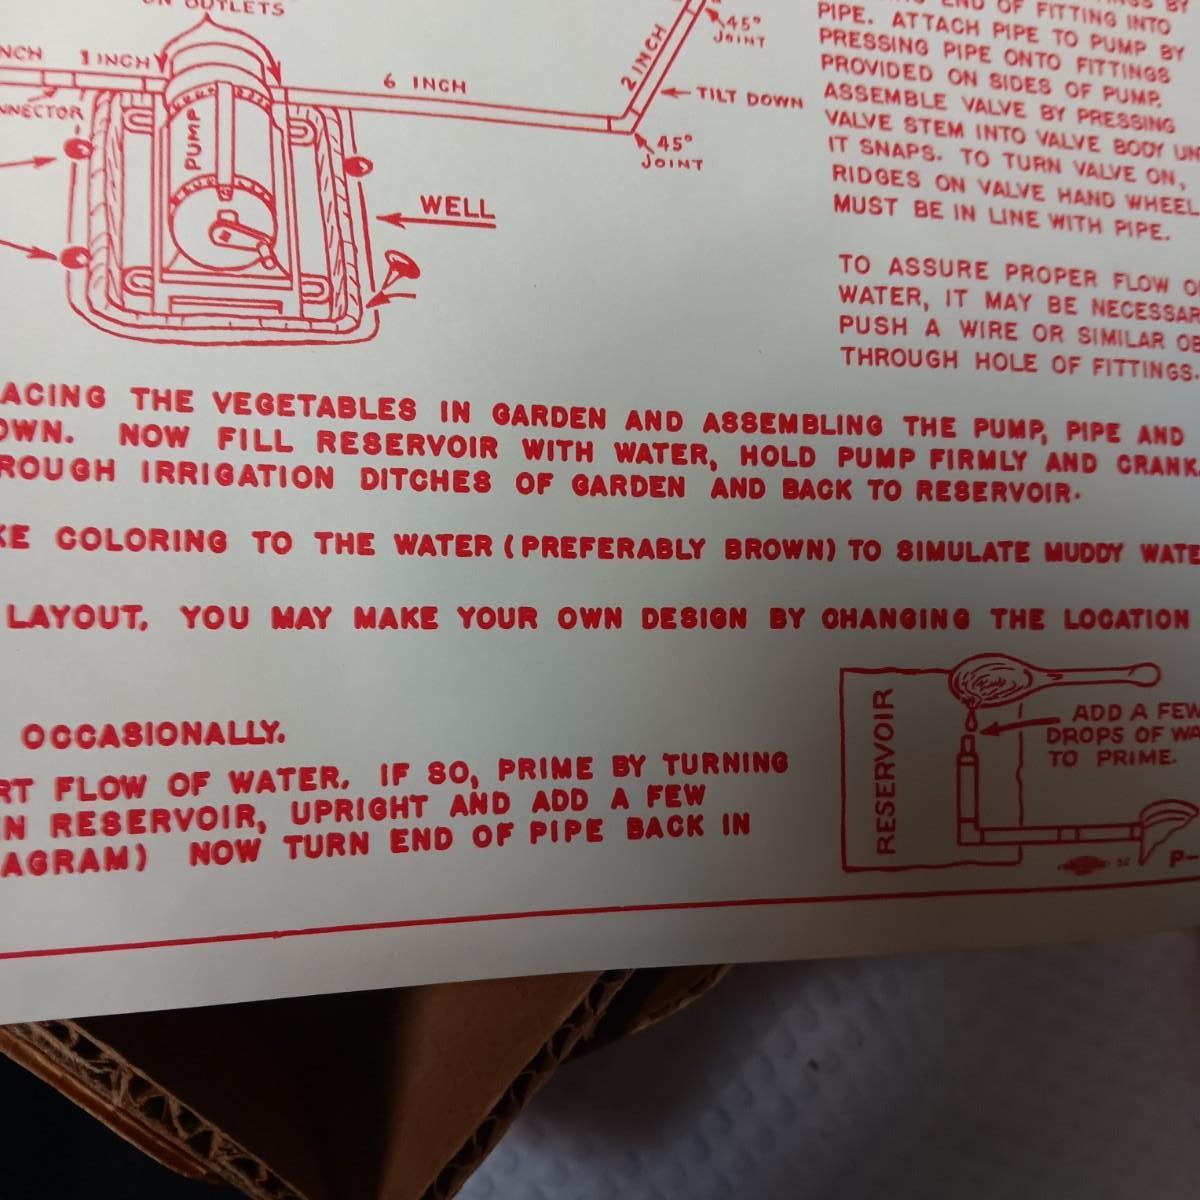 OUTLETS
INCH
1 INCH
6 INCH
2 INCH
45°
JOINT
TILT DOWN
45°
JOINT
PUMP
WELL
END OF FITTING INTO
PIPE. ATTACH PIPE TO PUMP BY
PRESSING PIPE ONTO FITTINGS
PROVIDED ON SIDES OF PUMP.
ASSEMBLE VALVE BY PRESSING
VALVE STEM INTO VALVE BODY UN
IT SNAPS. TO TURN VALVE ON,
RIDGES ON VALVE HAND WHEEL
MUST BE IN LINE WITH PIPE.
TO ASSURE PROPER FLOW O
WATER, IT MAY BE NECESSAR
PUSH A WIRE OR SIMILAR OB
THROUGH HOLE OF FITTINGS.
ACING THE VEGETABLES IN GARDEN AND ASSEMBLING THE PUMP, PIPE AND
OWN. NOW FILL RESERVOIR WITH WATER, HOLD PUMP FIRMLY AND CRANK
ROUGH IRRIGATION DITCHES OF GARDEN AND BACK TO RESERVOIR.
KE COLORING TO THE WATER (PREFERABLY BROWN) TO SIMULATE MUDDY WATE
LAYOUT, YOU MAY MAKE YOUR OWN DESIGN BY CHANGING THE LOCATION
OCCASIONALLY.
RT FLOW OF WATER. IF SO, PRIME BY TURNING
IN RESERVOIR, UPRIGHT AND ADD A FEW
AGRAM) NOW TURN END OF PIPE BACK IN
RESERVOIR
ADD A FEW
DROPS OF WA
TO PRIME.
P-